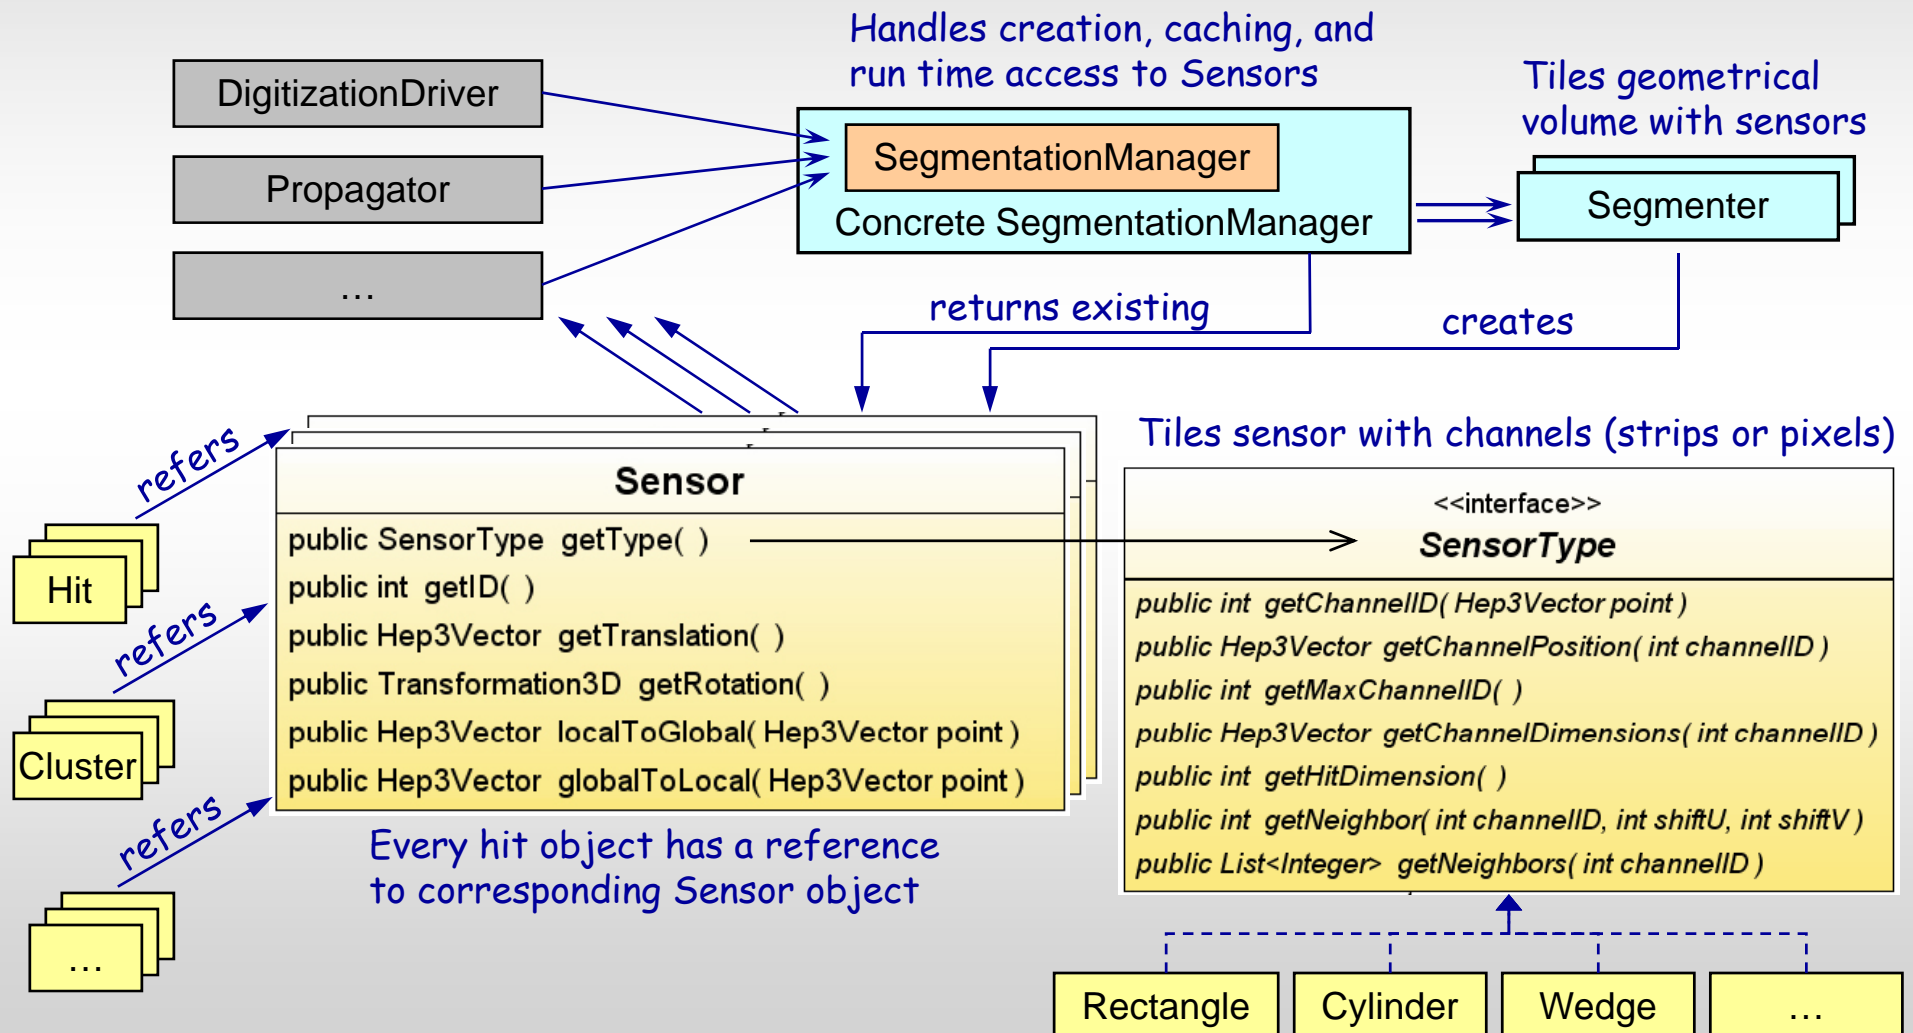 Handles creation, caching, and
run time access to Sensors
Tiles geometrical
volume with sensors
DigitizationDriver
Propagator
…
SegmentationManager
Concrete SegmentationManager
Segmenter
returns existing
creates
refers
Hit
refers
Cluster
refers
…
Sensor
public SensorType getType( )
public int getID( )
public Hep3Vector getTranslation( )
public Transformation3D getRotation( )
public Hep3Vector localToGlobal( Hep3Vector point )
public Hep3Vector globalToLocal( Hep3Vector point )
Every hit object has a reference
to corresponding Sensor object
Tiles sensor with channels (strips or pixels)
<<interface>>
SensorType
public int getChannelID( Hep3Vector point )
public Hep3Vector getChannelPosition( int channelID )
public int getMaxChannelID( )
public Hep3Vector getChannelDimensions( int channelID )
public int getHitDimension( )
public int getNeighbor( int channelID, int shiftU, int shiftV )
public List<Integer> getNeighbors( int channelID )
Rectangle
Cylinder
Wedge
…